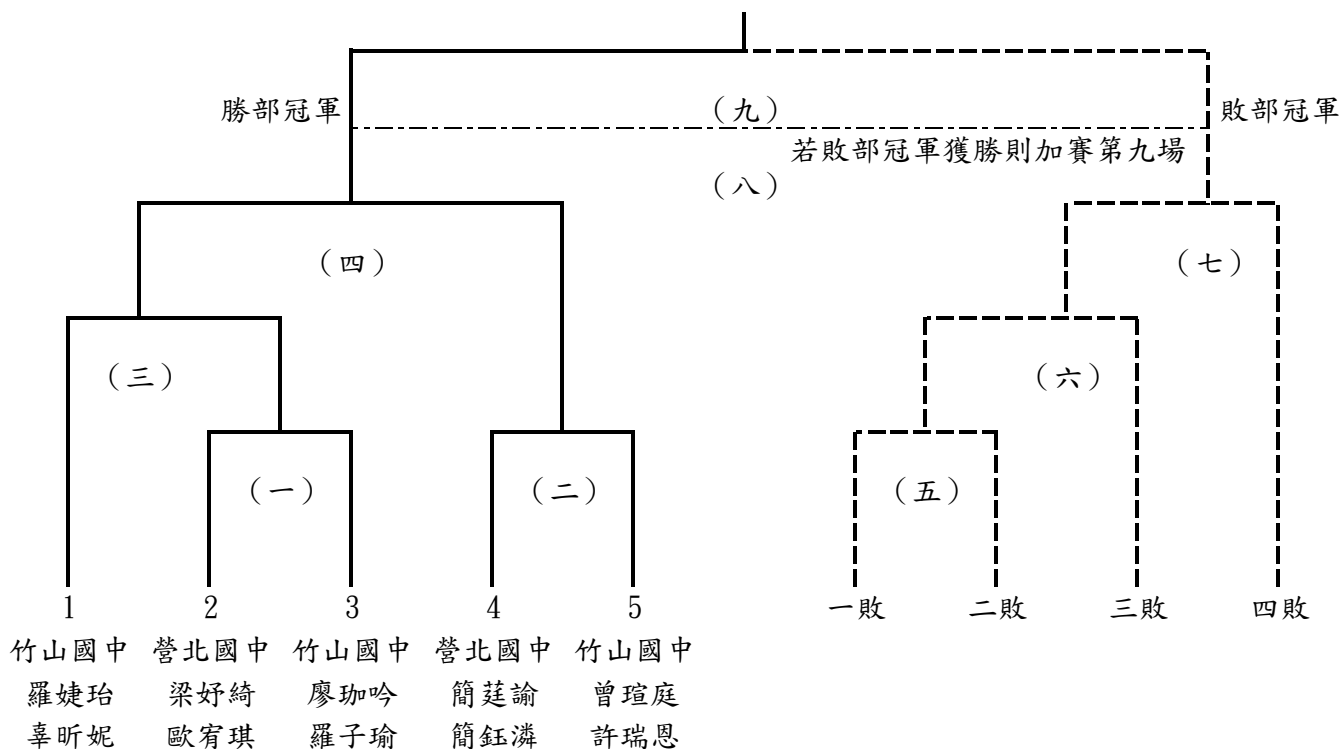 勝部冠軍 （九） 敗部冠軍
若敗部冠軍獲勝則加賽第九場
（八）
（四） （七）
（三） （六）
（一） （二） （五）
1 2 3 4 5 一敗 二敗 三敗 四敗
竹山國中 營北國中 竹山國中 營北國中 竹山國中
羅婕珆 梁妤綺 廖珈吟 簡莛諭 曾瑄庭
辜昕妮 歐宥琪 羅子瑜 簡鈺潾 許瑞恩